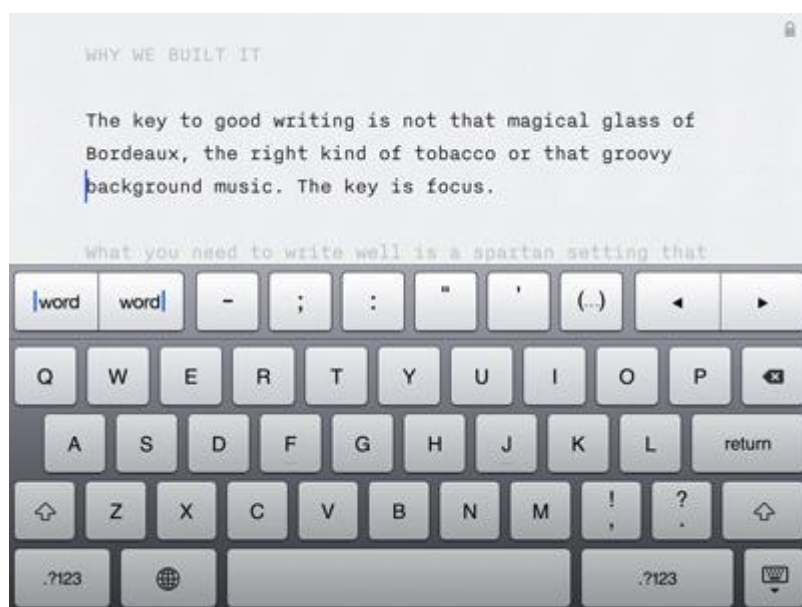 WHY WE BUILT IT
The key to good writing is not that magical glass of
Bordeaux, the right kind of tobacco or that groovy
background music. The key is focus.
What you need to write well is a spartan setting that
word word - ; : " ' (...) ◄ ►
Q W E R T Y U I O P
A S D F G H J K L return
Z X C V B N M ! , ? .
.?123 .?123